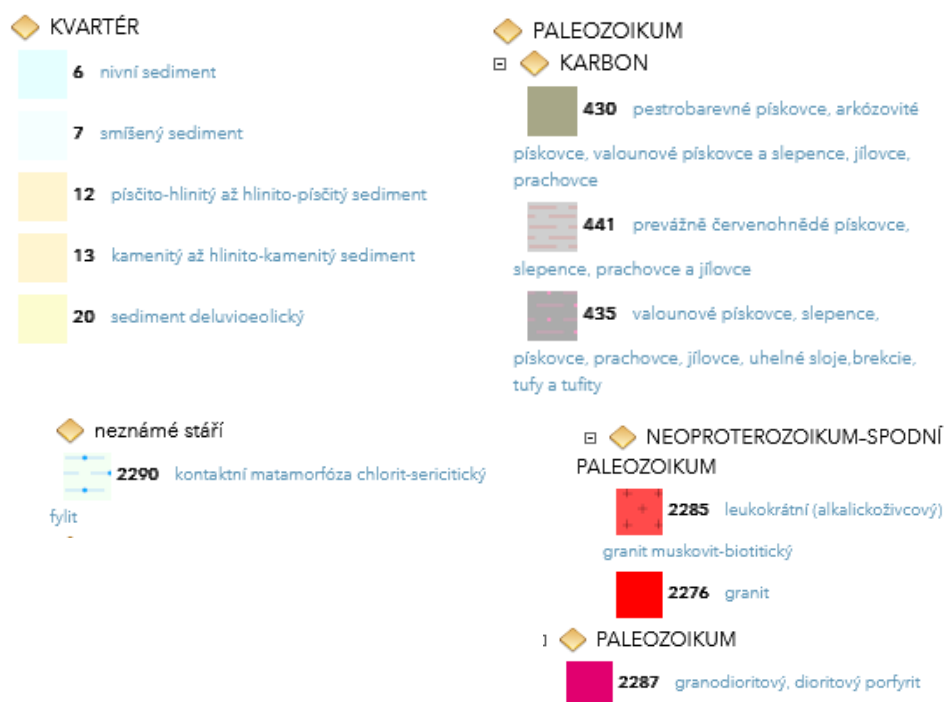 KVARTÉR
6 nivní sediment
7 smíšený sediment
12 písčito-hlinitý až hlinito-písčitý sediment
13 kamenitý až hlinito-kamenitý sediment
20 sediment deluvioeolický
neznámé stáří
2290 kontaktní matamorfóza chlorit-sericitický
fylit
PALEOZOIKUM
KARBON
430 pestrobarevné pískovce, arkózovité
pískovce, valounové pískovce a slepence, jílovce,
prachovce
441 prevážně červenohnědé pískovce,
slepence, prachovce a jílovce
435 valounové pískovce, slepence,
pískovce, prachovce, jílovce, uhelné sloje,brekcie,
tufy a tufity
NEOPROTEROZOIKUM-SPODNÍ
PALEOZOIKUM
2285 leukokrátní (alkalickoživcový)
granit muskovit-biotitický
2276 granit
PALEOZOIKUM
2287 granodioritový, dioritový porfyrit